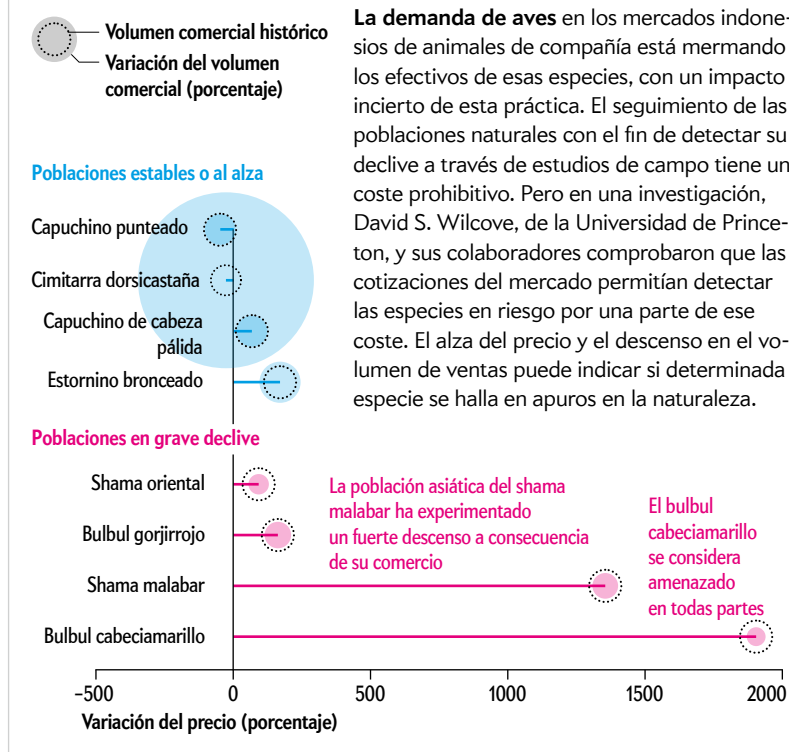 Volumen comercial histórico
Variación del volumen
comercial (porcentaje)
La demanda de aves en los mercados indone-
sios de animales de compañía está mermando
los efectivos de esas especies, con un impacto
incierto de esta práctica. El seguimiento de las
poblaciones naturales con el fin de detectar su
declive a través de estudios de campo tiene un
coste prohibitivo. Pero en una investigación,
David S. Wilcove, de la Universidad de Prince-
ton, y sus colaboradores comprobaron que las
cotizaciones del mercado permitían detectar
las especies en riesgo por una parte de ese
coste. El alza del precio y el descenso en el vo-
lumen de ventas puede indicar si determinada
especie se halla en apuros en la naturaleza.
Poblaciones estables o al alza
Capuchino punteado
Cimitarra dorsicastaña
Capuchino de cabeza
pálida
Estornino bronceado
Poblaciones en grave declive
Shama oriental
Bulbul gorjirrojo
Shama malabar
Bulbul cabeciamarillo
La población asiática del shama
malabar ha experimentado
un fuerte descenso a consecuencia
de su comercio
El bulbul
cabeciamarillo
se considera
amenazado
en todas partes
−500 0 500 1000 1500 2000
Variación del precio (porcentaje)